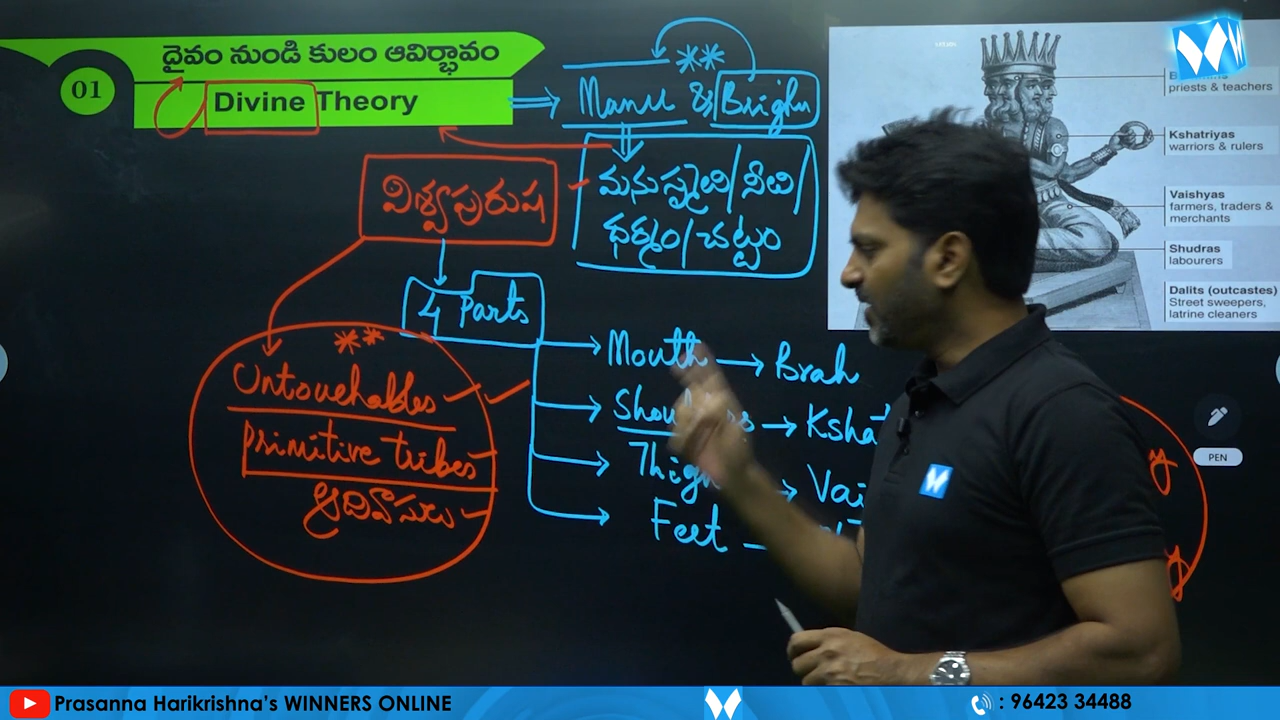 దైవం నుండి కులం ఆవిర్భావం
01
Divine Theory
Manu & Brighu
మనుస్మృతి/నీతి/
ధర్మం/చట్టం
విశ్వపురుష
4 Parts
Mouth → Brah
→ Kshat
→ Vai
Feet
Untouchables
Primitive tribes
ఆదివాసులు
priests & teachers
Kshatriyas
warriors & rulers
Vaishyas
farmers, traders &
merchants
Shudras
labourers
Dalits (outcastes)
Street sweepers,
latrine cleaners
PEN
Prasanna Harikrishna's WINNERS ONLINE
: 96423 34488